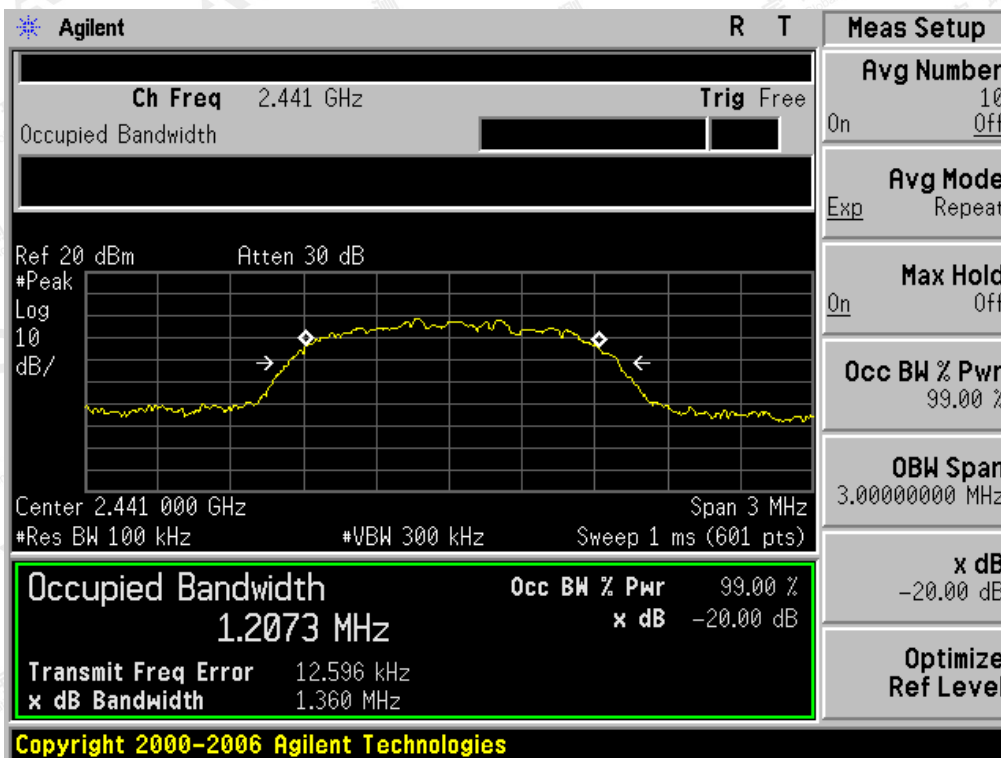 Agilent R T
Ch Freq 2.441 GHz Trig Free
Occupied Bandwidth
Ref 20 dBm Atten 30 dB
#Peak
Log
10
dB/
Center 2.441 000 GHz Span 3 MHz
#Res BW 100 kHz #VBW 300 kHz Sweep 1 ms (601 pts)
Occupied Bandwidth Occ BW % Pwr 99.00 %
1.2073 MHz x dB -20.00 dB
Transmit Freq Error 12.596 kHz
x dB Bandwidth 1.360 MHz
Copyright 2000-2006 Agilent Technologies
Meas Setup
Avg Number
10
On Off
Avg Mode
Exp Repeat
Max Hold
On Off
Occ BW % Pwr
99.00 %
OBW Span
3.00000000 MHz
x dB
-20.00 dB
Optimize
Ref Level